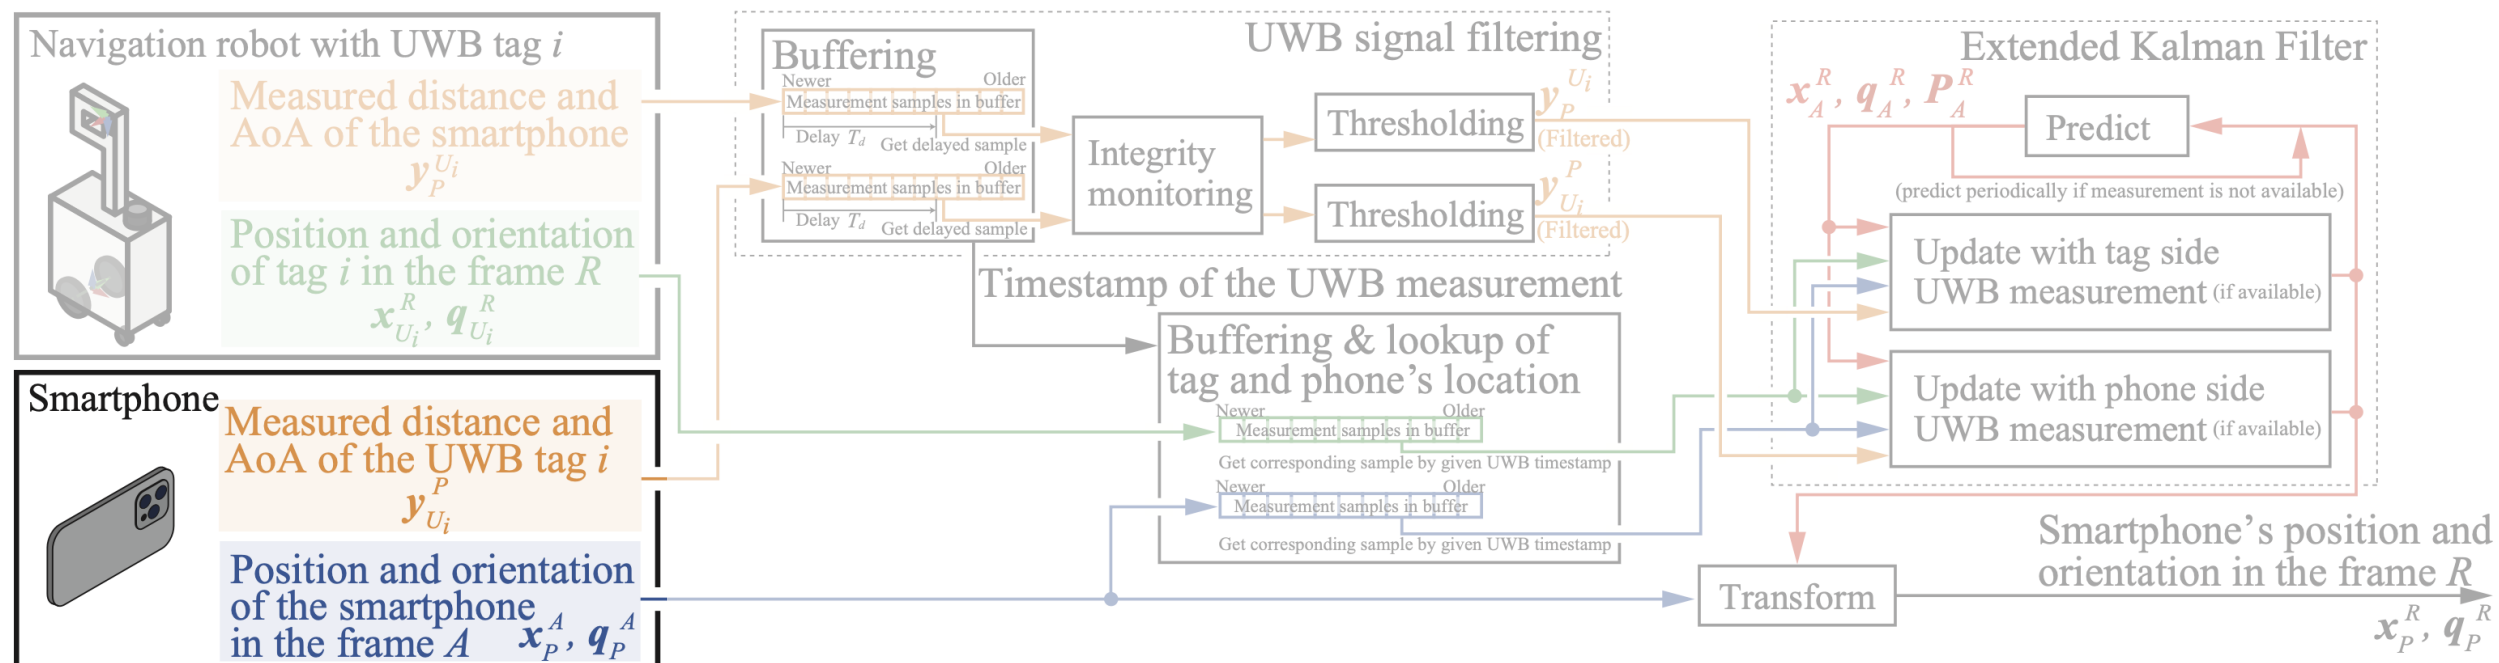 Navigation robot with UWB tag i
Measured distance and
AoA of the smartphone
y_P^{U_i}
Position and orientation
of tag i in the frame R
x_{U_i}^R, q_{U_i}^R
Smartphone
Measured distance and
AoA of the UWB tag i
y_{U_i}^P
Position and orientation
of the smartphone
in the frame A x_P^A, q_P^A
UWB signal filtering
Buffering
Newer Older
Measurement samples in buffer
Delay T_d
Get delayed sample
Newer Older
Measurement samples in buffer
Delay T_d
Get delayed sample
Integrity
monitoring
Thresholding
y_P^{U_i}
(Filtered)
Thresholding
y_{U_i}^P
(Filtered)
Timestamp of the UWB measurement
Buffering & lookup of
tag and phone's location
Newer Older
Measurement samples in buffer
Get corresponding sample by given UWB timestamp
Newer Older
Measurement samples in buffer
Get corresponding sample by given UWB timestamp
Extended Kalman Filter
x_A^R, q_A^R, P_A^R
Predict
(predict periodically if measurement is not available)
Update with tag side
UWB measurement (if available)
Update with phone side
UWB measurement (if available)
Transform
Smartphone's position and
orientation in the frame R
x_P^R, q_P^R